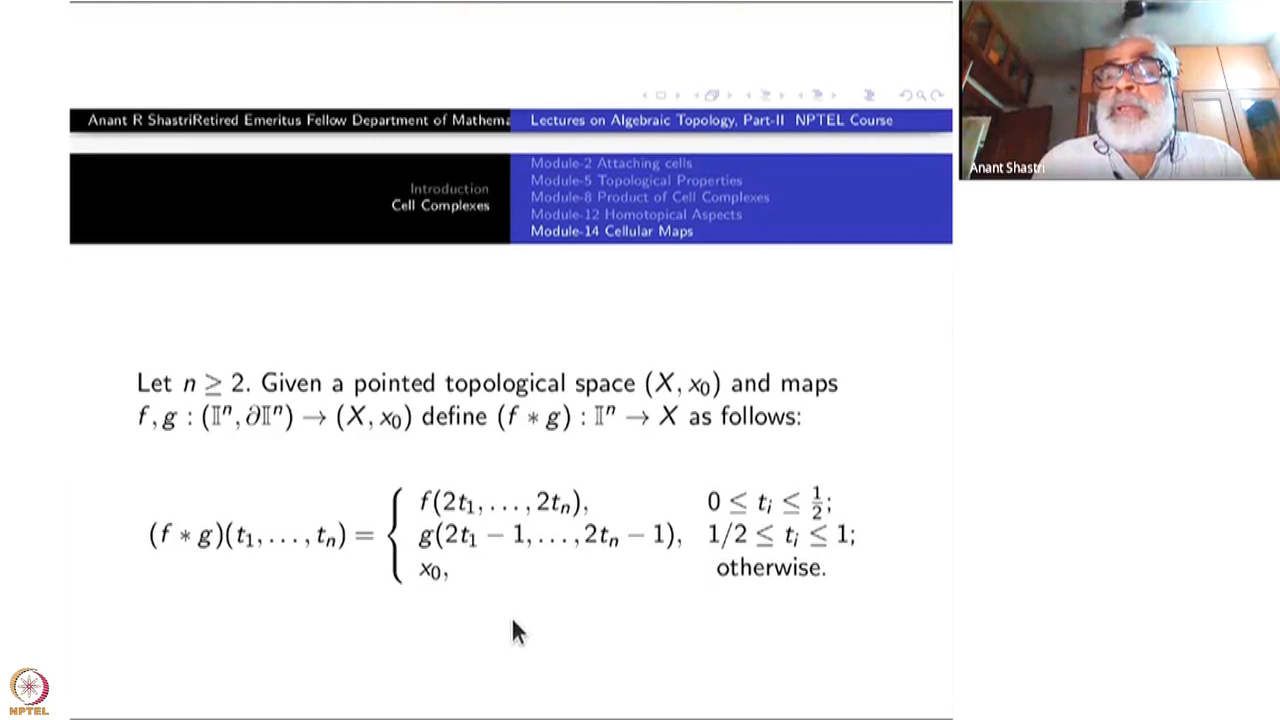 Anant R ShastriRetired Emeritus Fellow Department of Mathema
Lectures on Algebraic Topology, Part-II NPTEL Course
Introduction
Cell Complexes
Module-2 Attaching cells
Module-5 Topological Properties
Module-8 Product of Cell Complexes
Module-12 Homotopical Aspects
Module-14 Cellular Maps
Anant Shastri
Let n ≥ 2. Given a pointed topological space (X, x₀) and maps
f, g : (𝕀ⁿ, ∂𝕀ⁿ) → (X, x₀) define (f * g) : 𝕀ⁿ → X as follows:
(f * g)(t₁, . . . , tₙ) = { f(2t₁, . . . , 2tₙ), 0 ≤ tᵢ ≤ 1/2;
g(2t₁ − 1, . . . , 2tₙ − 1), 1/2 ≤ tᵢ ≤ 1;
x₀, otherwise.
NPTEL